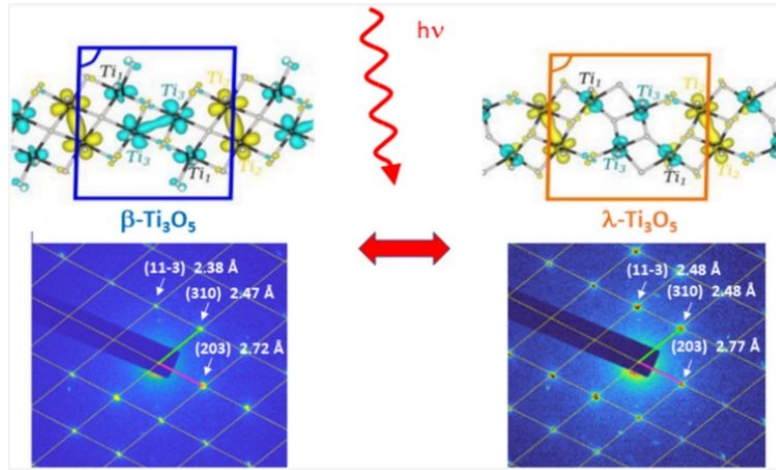 hν
Ti1
Ti3
Ti3
Ti1
Ti2
β-Ti3O5
Ti1
Ti3
Ti3
Ti1
Ti2
λ-Ti3O5
(11-3) 2.38 Å
(310) 2.47 Å
(203) 2.72 Å
(11-3) 2.48 Å
(310) 2.48 Å
(203) 2.77 Å